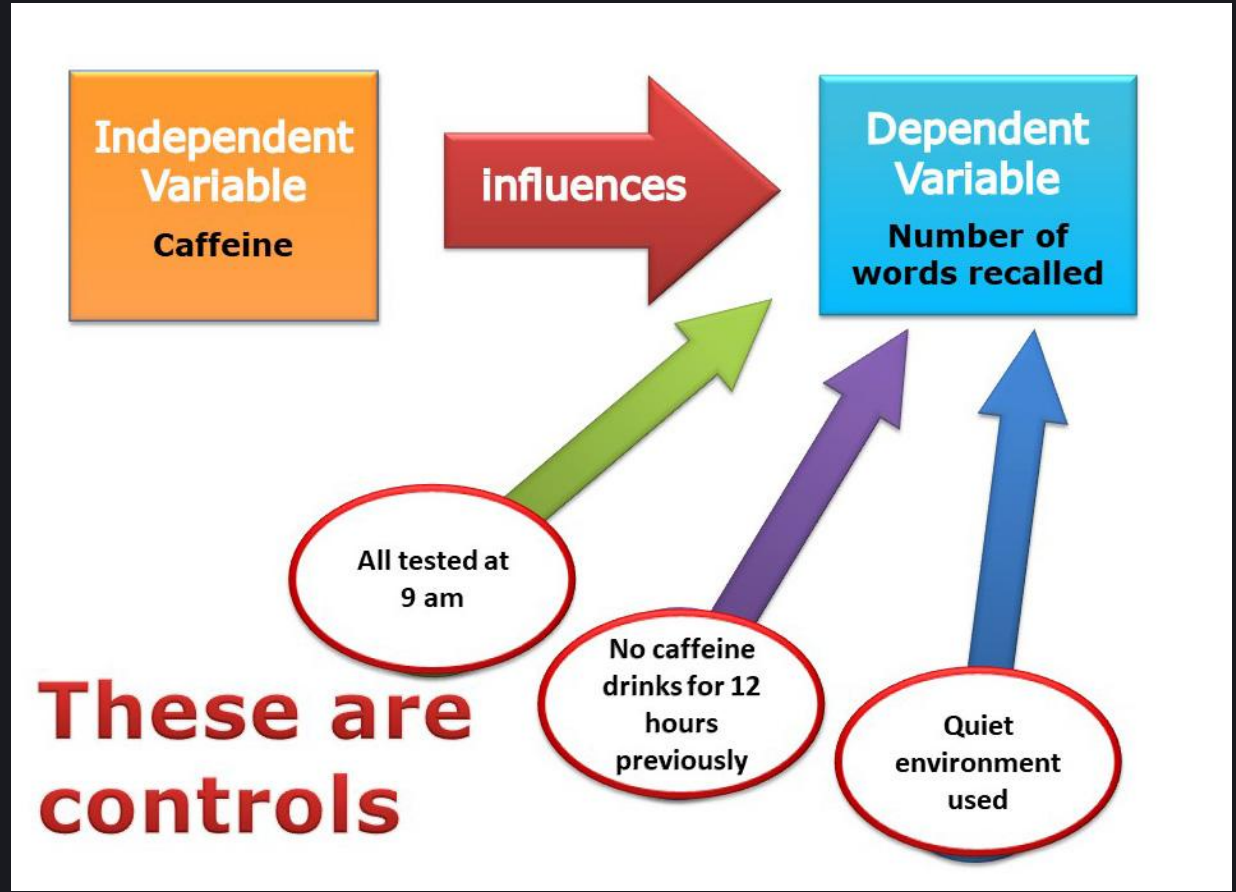 Independent
Variable
Caffeine
influences
Dependent
Variable
Number of
words recalled
All tested at
9 am
No caffeine
drinks for 12
hours
previously
Quiet
environment
used
These are
controls